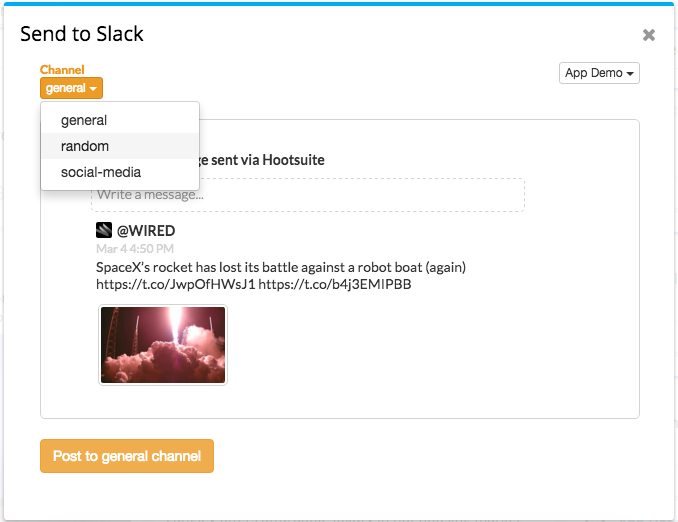 Send to Slack
Channel
general
App Demo
general
random
social-media
sent via Hootsuite
Write a message...
@WIRED
Mar 4 4:50 PM
SpaceX's rocket has lost its battle against a robot boat (again)
https://t.co/JwpOfHWsJ1 https://t.co/b4j3EMIPBB
Post to general channel